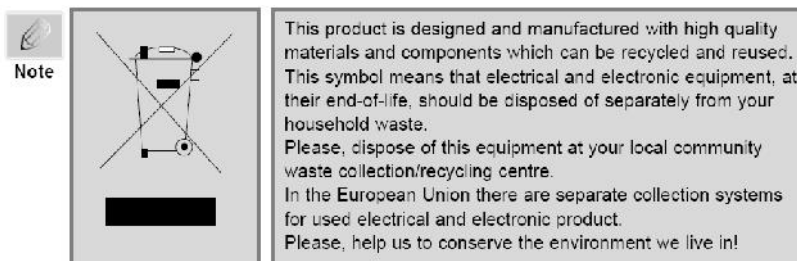 Note
This product is designed and manufactured with high quality
materials and components which can be recycled and reused.
This symbol means that electrical and electronic equipment, at
their end-of-life, should be disposed of separately from your
household waste.
Please, dispose of this equipment at your local community
waste collection/recycling centre.
In the European Union there are separate collection systems
for used electrical and electronic product.
Please, help us to conserve the environment we live in!